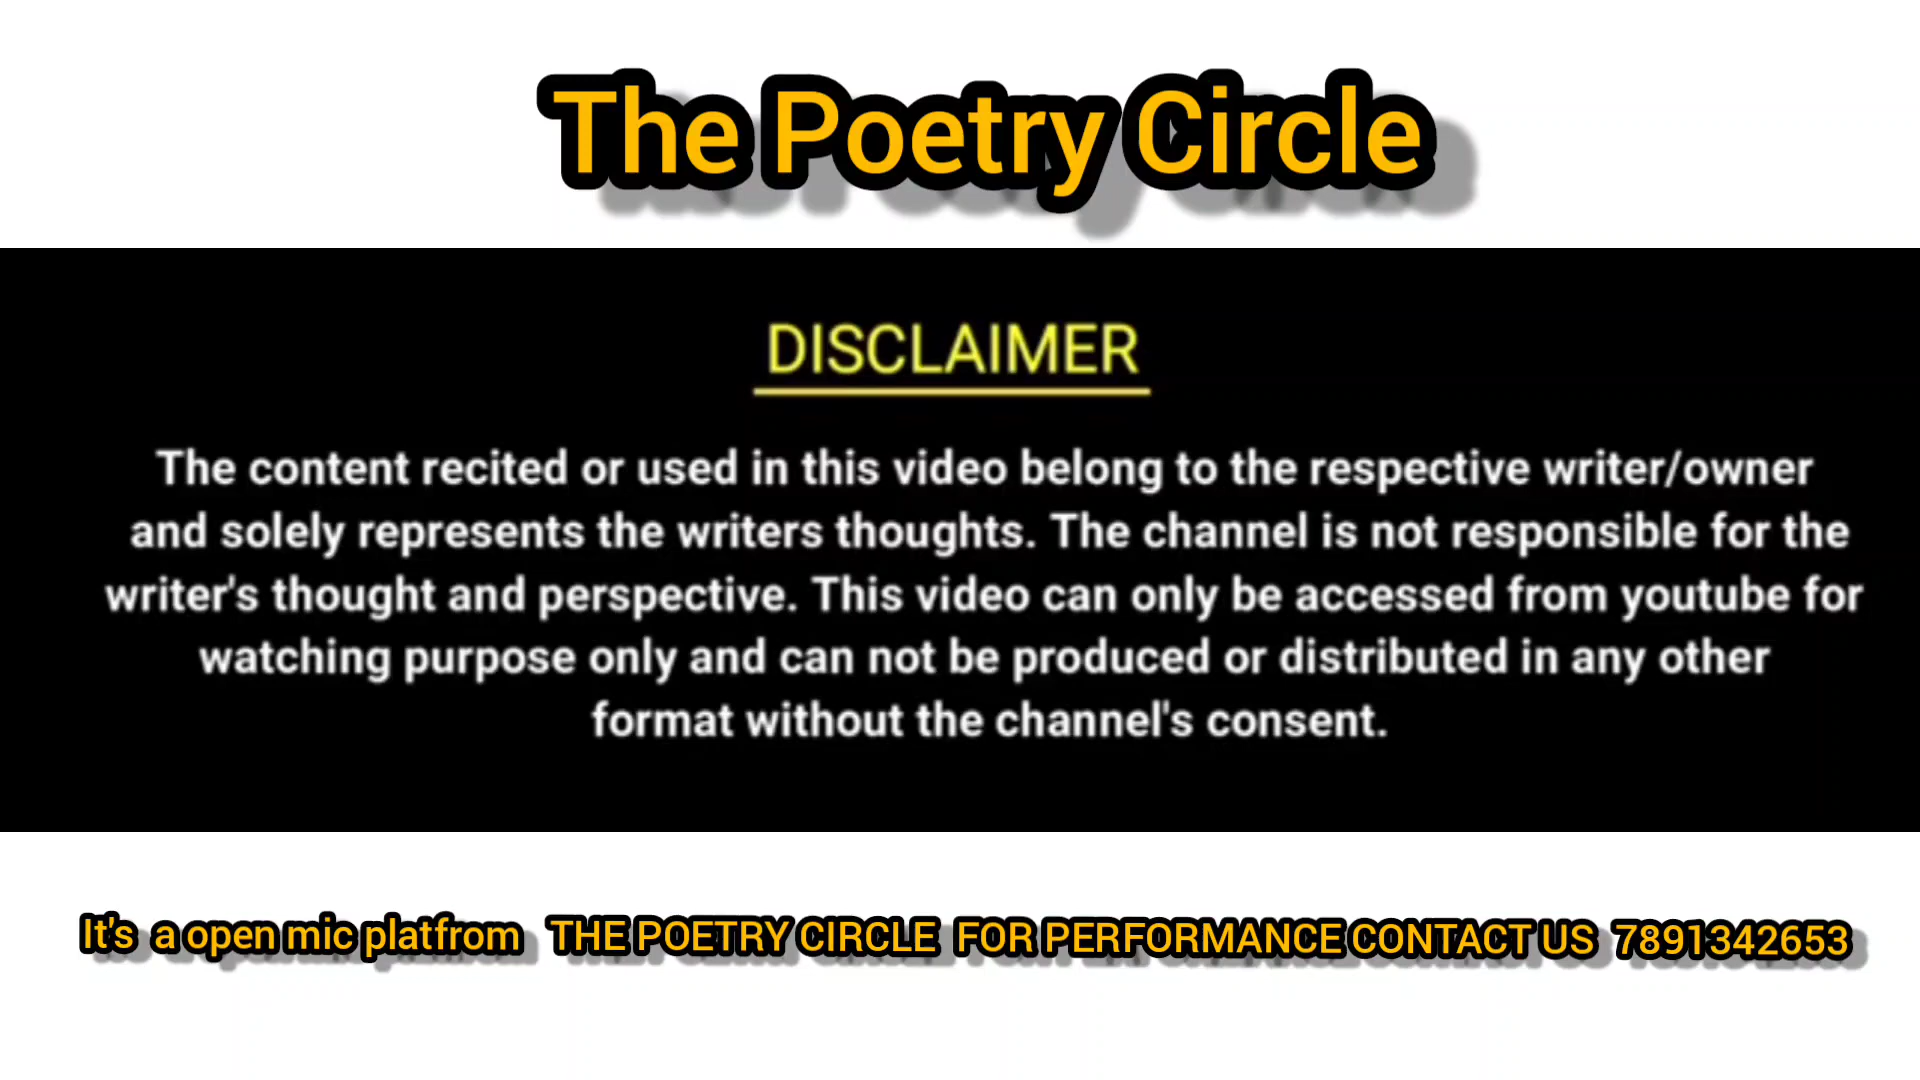 The Poetry Circle
DISCLAIMER
The content recited or used in this video belong to the respective writer/owner
and solely represents the writers thoughts. The channel is not responsible for the
writer's thought and perspective. This video can only be accessed from youtube for
watching purpose only and can not be produced or distributed in any other
format without the channel's consent.
It's a open mic platfrom THE POETRY CIRCLE FOR PERFORMANCE CONTACT US 7891342653